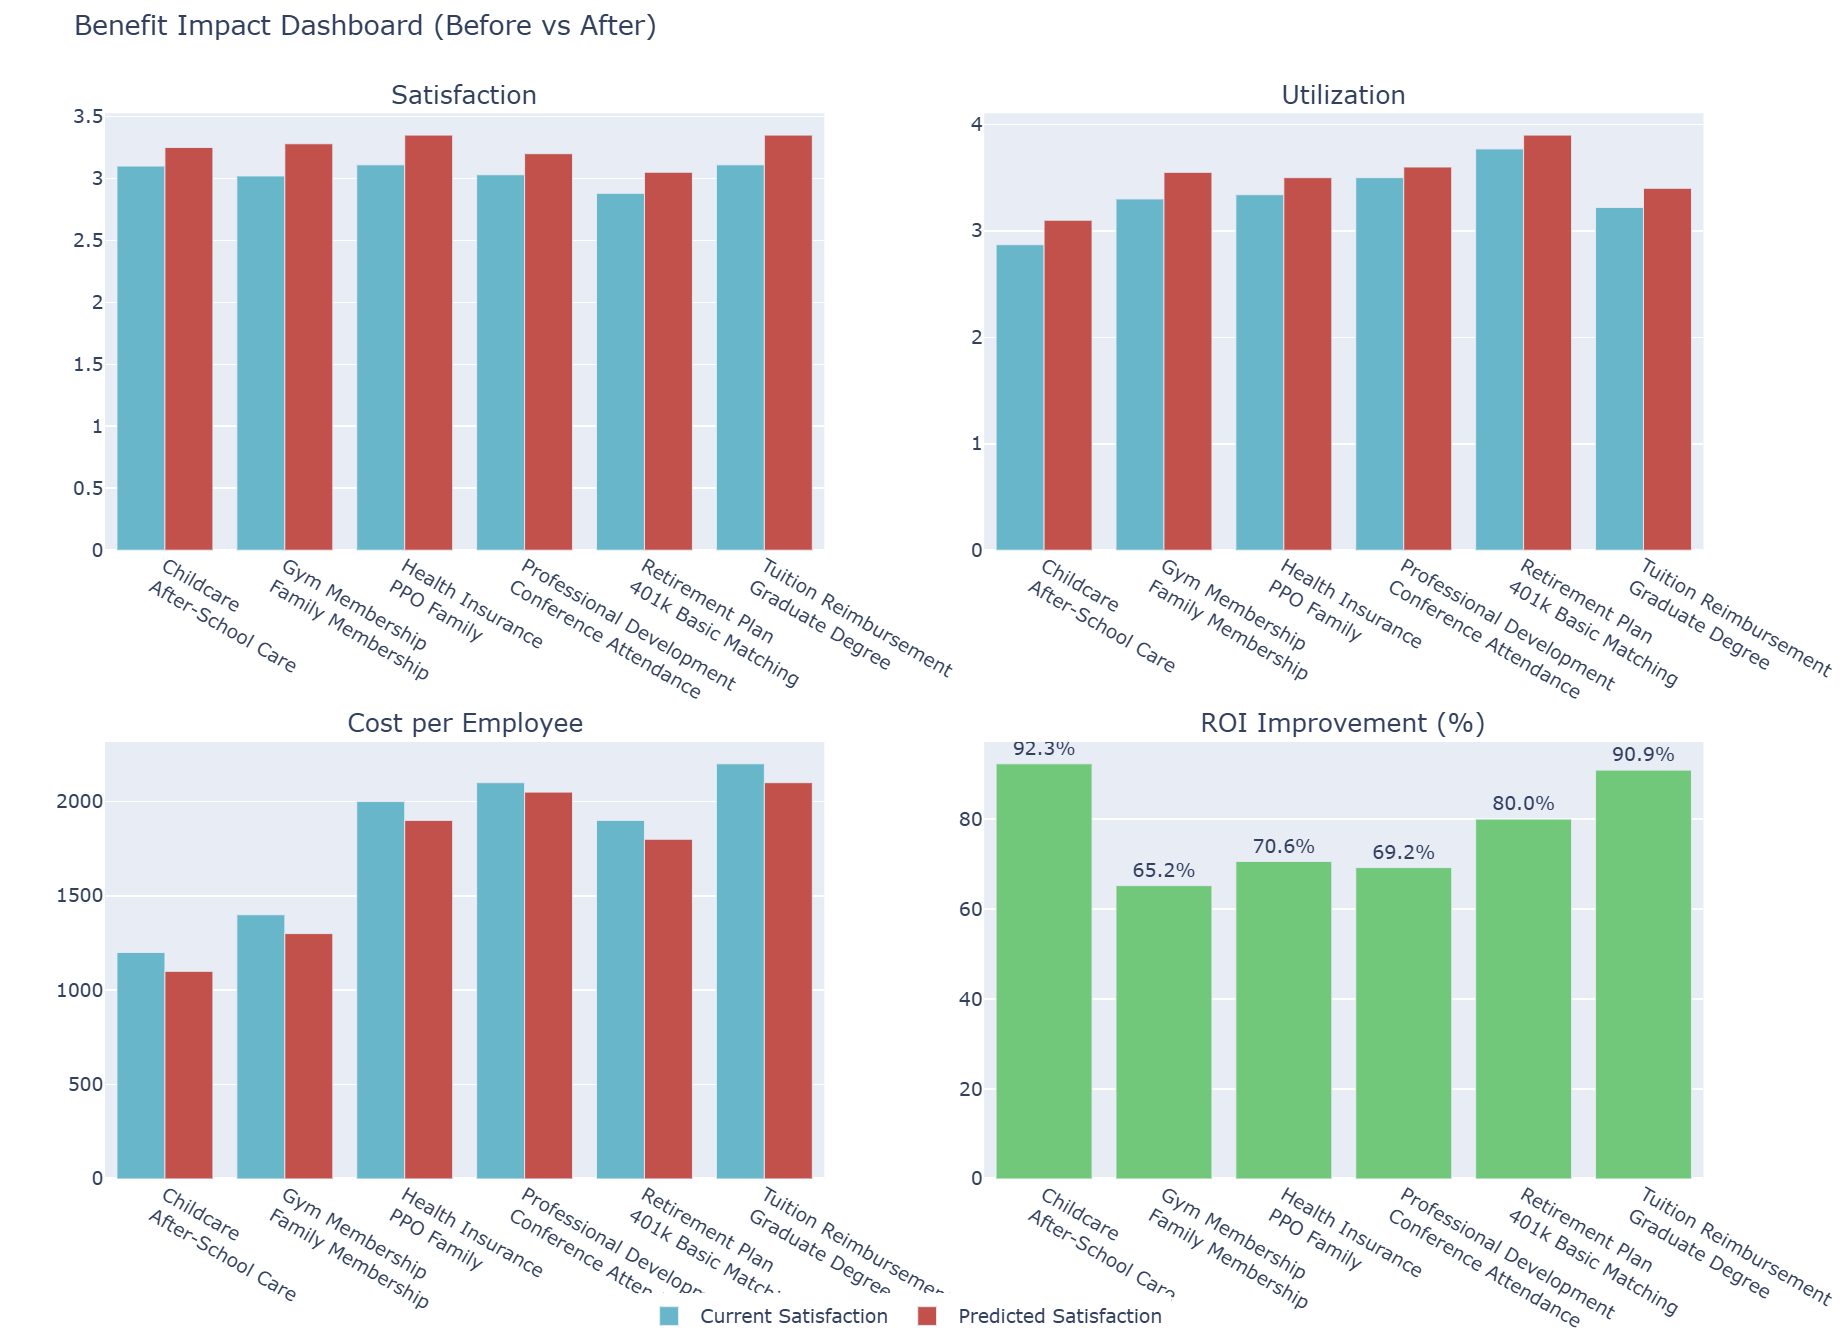 Benefit Impact Dashboard (Before vs After)
Satisfaction
3.5
3
2.5
2
1.5
1
0.5
0
Childcare
After-School Care
Gym Membership
Family Membership
Health Insurance
PPO Family
Professional Development
Conference Attendance
Retirement Plan
401k Basic Matching
Tuition Reimbursement
Graduate Degree
Utilization
4
3
2
1
0
Childcare
After-School Care
Gym Membership
Family Membership
Health Insurance
PPO Family
Professional Development
Conference Attendance
Retirement Plan
401k Basic Matching
Tuition Reimbursement
Graduate Degree
Cost per Employee
2000
1500
1000
500
0
Childcare
After-School Care
Gym Membership
Family Membership
Health Insurance
PPO Family
Professional Developm
Conference Atten
Retirement Plan
401k Basic Matchi
Tuition Reimbursemen
Graduate Degree
ROI Improvement (%)
92.3%
65.2%
70.6%
69.2%
80.0%
90.9%
80
60
40
20
0
Childcare
After-School Care
Gym Membership
Family Membership
Health Insurance
PPO Family
Professional Development
Conference Attendance
Retirement Plan
401k Basic Matching
Tuition Reimbursement
Graduate Degree
Current Satisfaction
Predicted Satisfaction